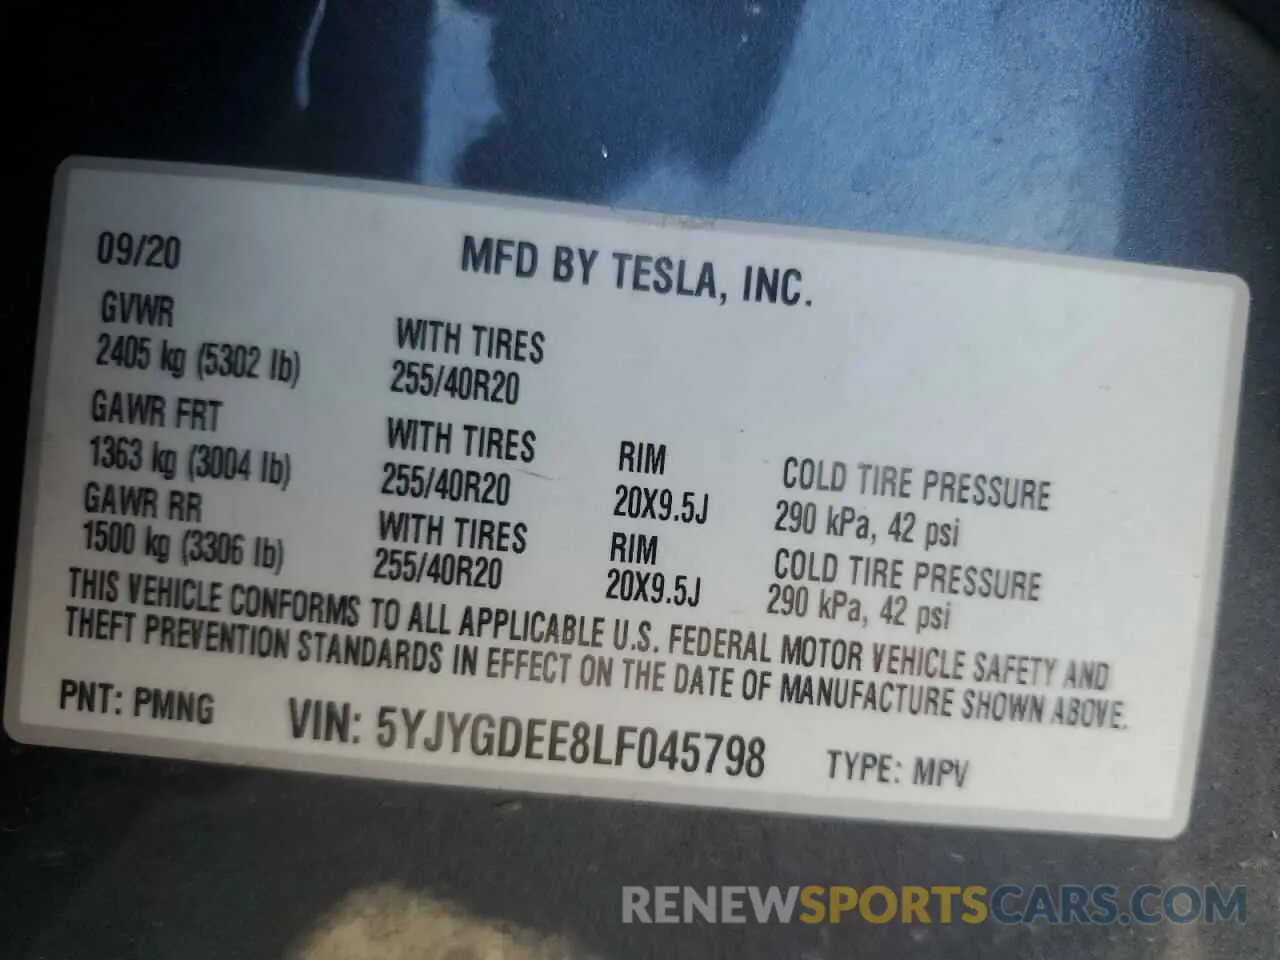 09/20 MFD BY TESLA, INC.
GVWR
2405 kg (5302 lb)
WITH TIRES
255/40R20
GAWR FRT
1363 kg (3004 lb)
WITH TIRES
255/40R20
RIM
20X9.5J
COLD TIRE PRESSURE
290 kPa, 42 psi
GAWR RR
1500 kg (3306 lb)
WITH TIRES
255/40R20
RIM
20X9.5J
COLD TIRE PRESSURE
290 kPa, 42 psi
THIS VEHICLE CONFORMS TO ALL APPLICABLE U.S. FEDERAL MOTOR VEHICLE SAFETY AND
THEFT PREVENTION STANDARDS IN EFFECT ON THE DATE OF MANUFACTURE SHOWN ABOVE.
PNT: PMNG VIN: 5YJYGDEE8LF045798 TYPE: MPV
RENEWSPORTSCARS.COM